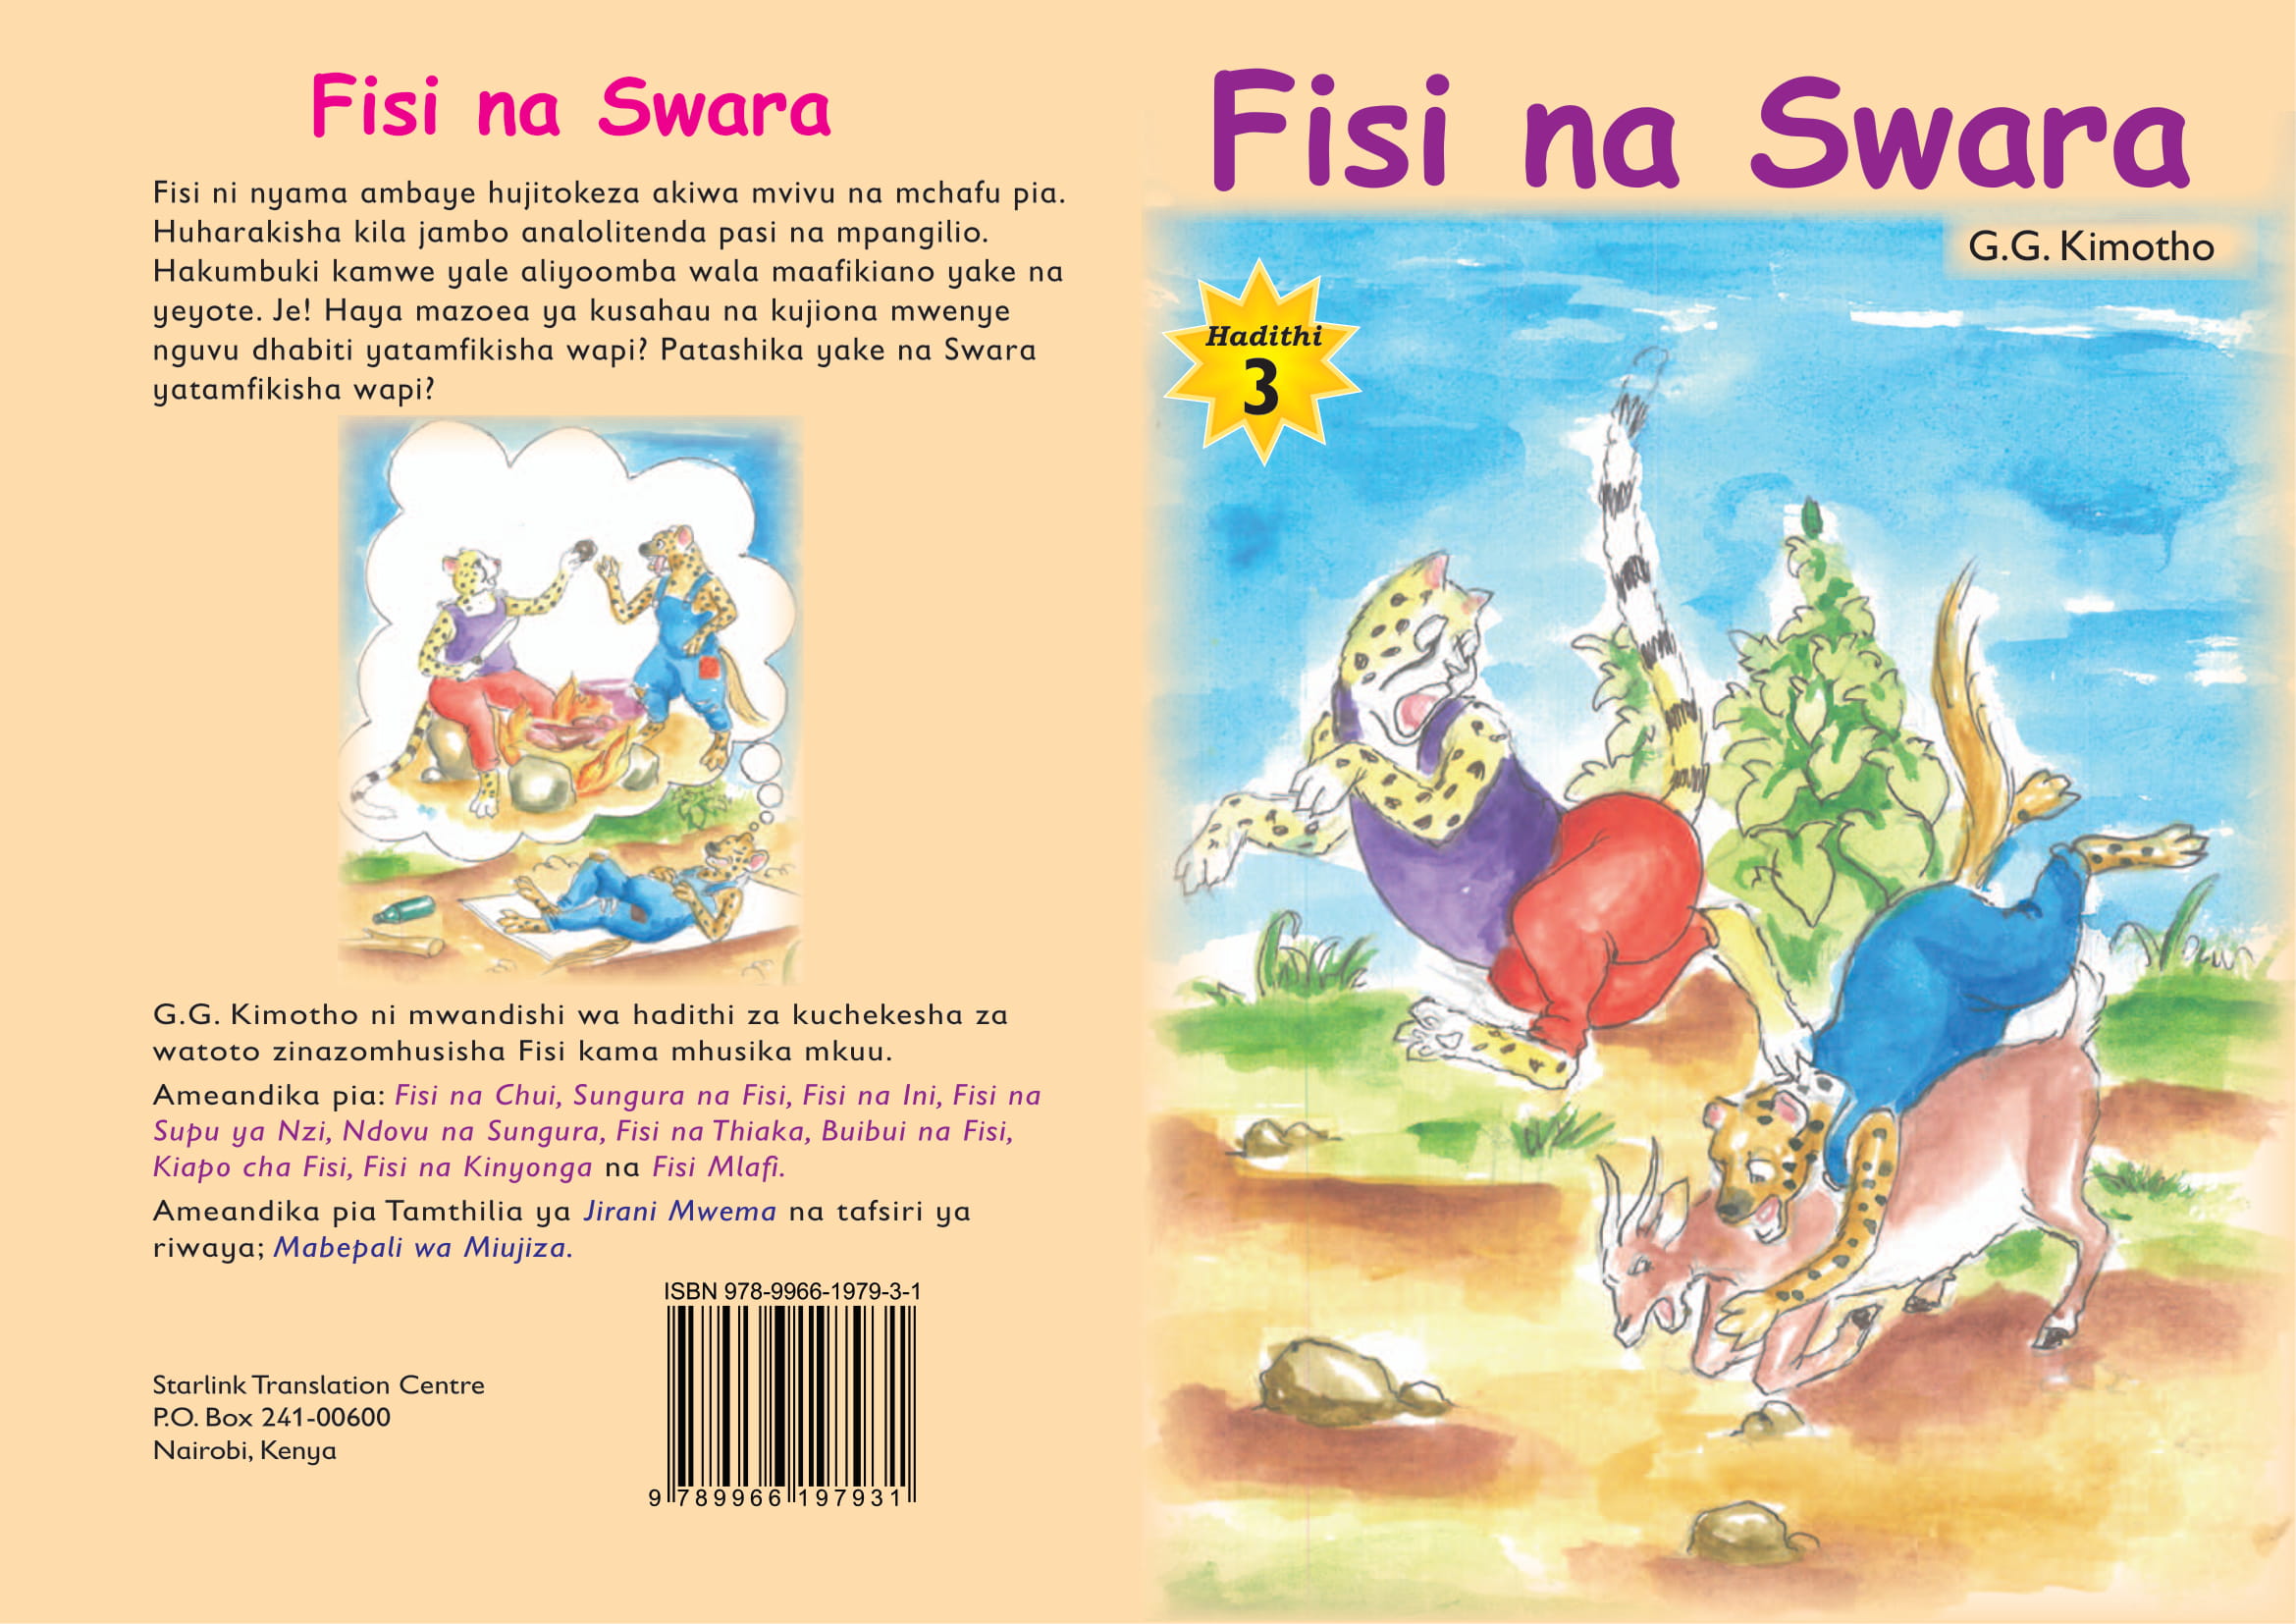 Fisi na Swara
Fisi ni nyama ambaye hujitokeza akiwa mvivu na mchafu pia.
Huharakisha kila jambo analolitenda pasi na mpangilio.
Hakumbuki kamwe yale aliyoomba wala maafikiano yake na
yeyote. Je! Haya mazoea ya kusahau na kujiona mwenye
nguvu dhabiti yatamfikisha wapi? Patashika yake na Swara
yatamfikisha wapi?
G.G. Kimotho ni mwandishi wa hadithi za kuchekesha za
watoto zinazomhusisha Fisi kama mhusika mkuu.
Ameandika pia: Fisi na Chui, Sungura na Fisi, Fisi na Ini, Fisi na
Supu ya Nzi, Ndovu na Sungura, Fisi na Thiaka, Buibui na Fisi,
Kiapo cha Fisi, Fisi na Kinyonga na Fisi Mlafi.
Ameandika pia Tamthilia ya Jirani Mwema na tafsiri ya
riwaya; Mabepali wa Miujiza.
ISBN 978-9966-1979-3-1
9 789966 197931
Starlink Translation Centre
P.O. Box 241-00600
Nairobi, Kenya
Fisi na Swara
G.G. Kimotho
Hadithi
3